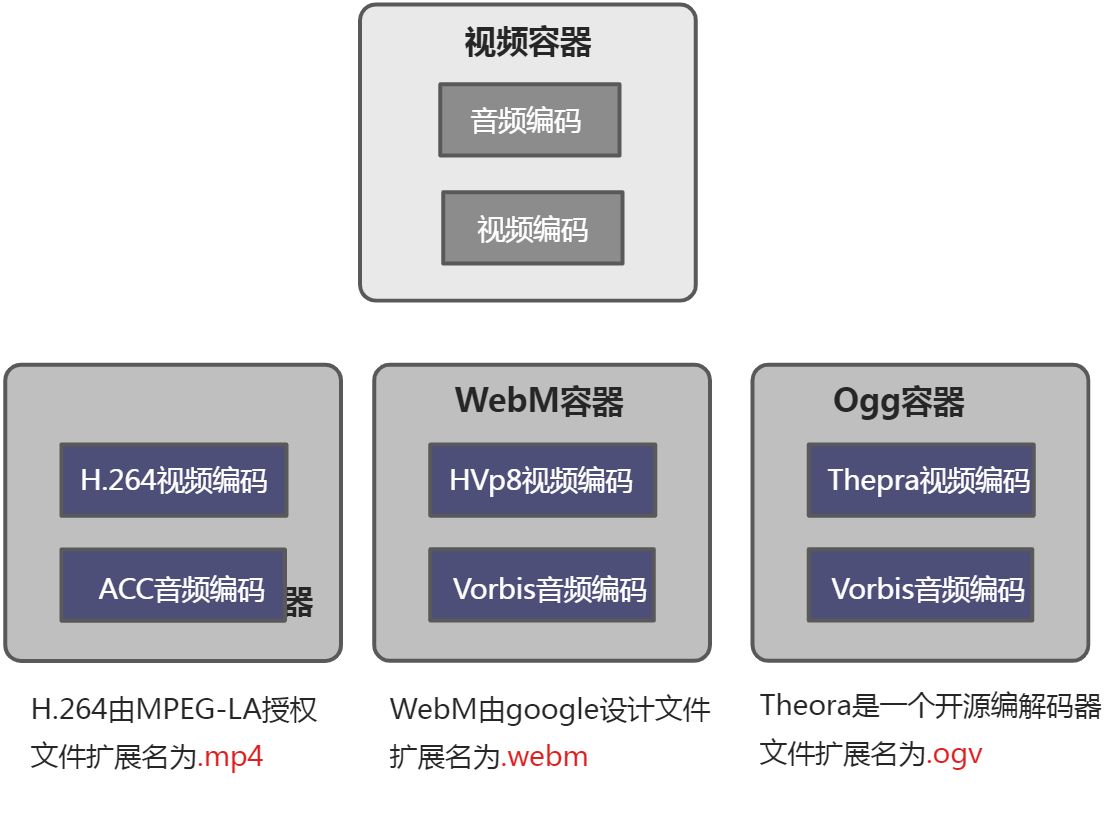 视频容器
音频编码
视频编码
H.264视频编码
ACC音频编码
器
H.264由MPEG-LA授权
文件扩展名为.mp4
WebM容器
HVp8视频编码
Vorbis音频编码
WebM由google设计文件
扩展名为.webm
Ogg容器
Thepra视频编码
Vorbis音频编码
Theora是一个开源编解码器
文件扩展名为.ogv